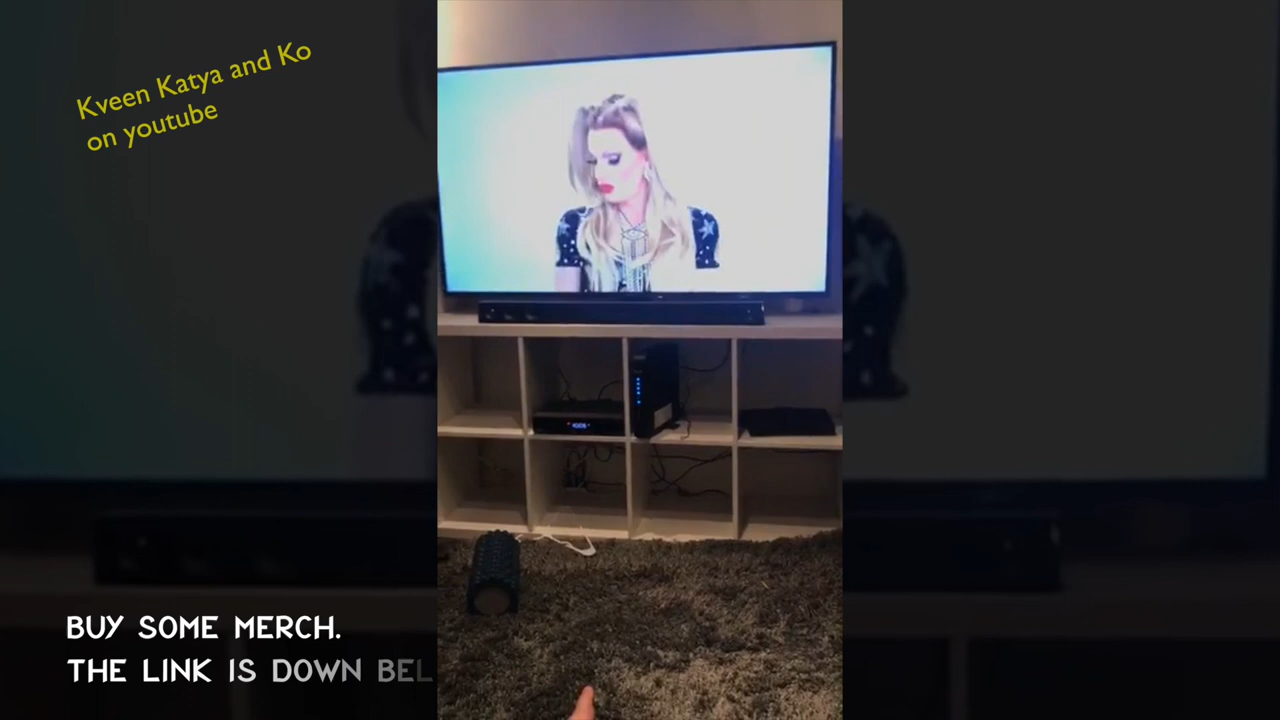 Kveen Katya and Ko
on youtube
BUY SOME MERCH.
THE LINK IS DOWN BEL